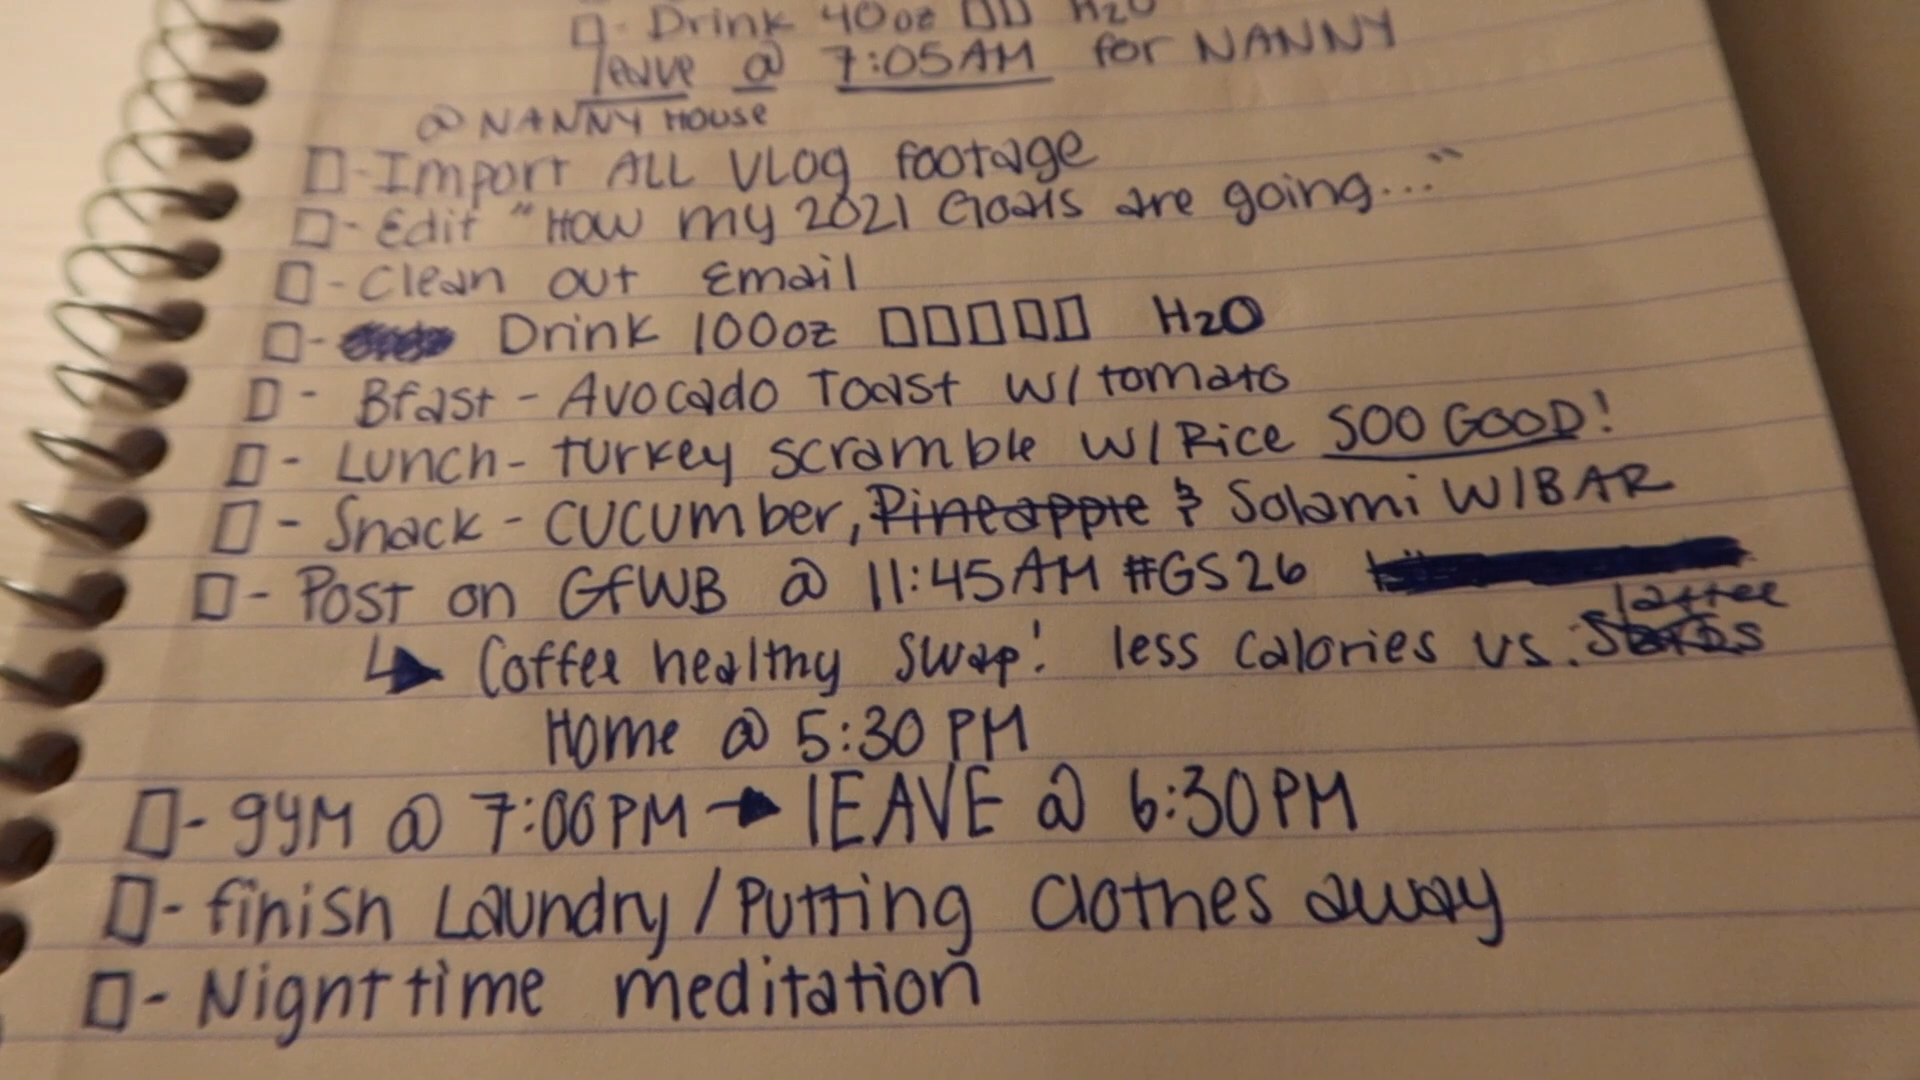 □- Drink 40oz □□ H2O
leave @ 7:05AM for NANNY
@ NANNY HOUSE
□-Import ALL VLOG footage
□- Edit "How my 2021 Goals are going..."
□- Clean out Email
□- Drink 100oz □□□□□ H2O
□- Bfast - Avocado Toast w/ tomato
□- Lunch- turkey scramble w/ Rice SOO GOOD!
□- Snack - cucumber, Pineapple & Salami W/BAR
□- Post on GFWB @ 11:45AM #GS26
↳ Coffee healthy swap! less calories vs.
Home @ 5:30 PM
□- gyM @ 7:00PM → lEAVE @ 6:30PM
□- finish Laundry / Putting clothes away
□- Night time meditation